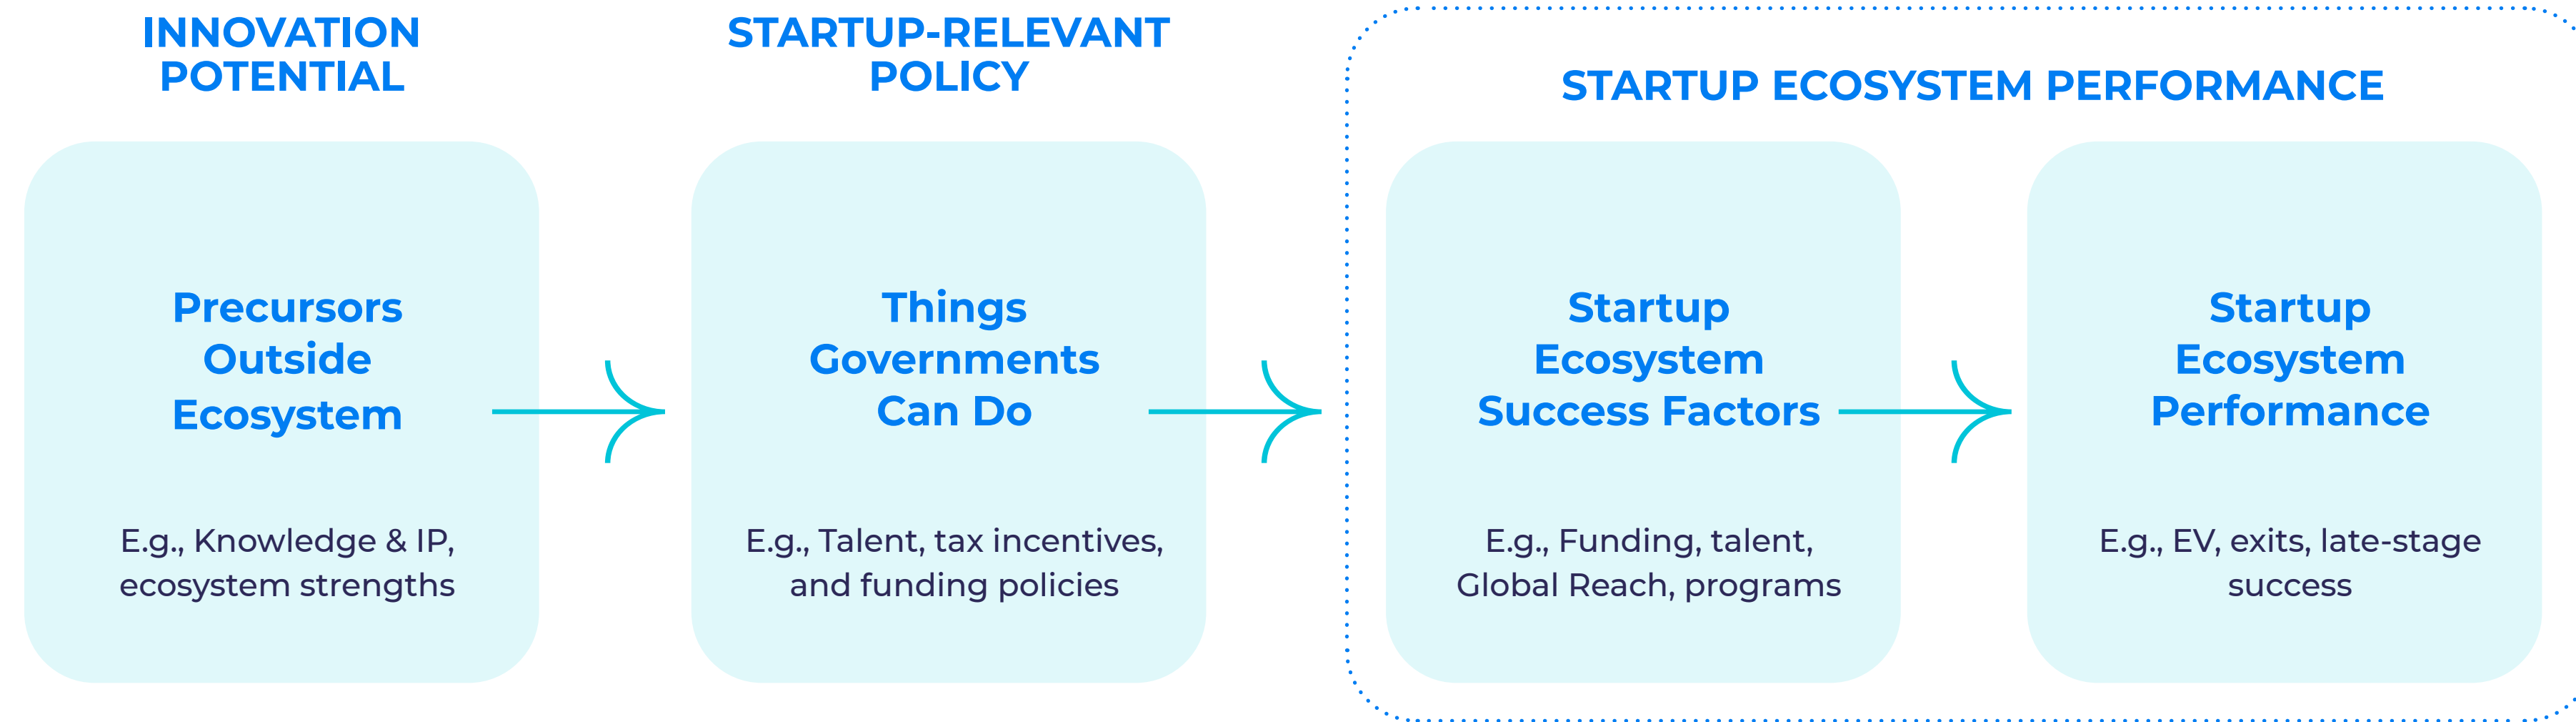 INNOVATION
POTENTIAL
STARTUP-RELEVANT
POLICY
STARTUP ECOSYSTEM PERFORMANCE
Precursors
Outside
Ecosystem
E.g., Knowledge & IP,
ecosystem strengths
Things
Governments
Can Do
E.g., Talent, tax incentives,
and funding policies
Startup
Ecosystem
Success Factors
E.g., Funding, talent,
Global Reach, programs
Startup
Ecosystem
Performance
E.g., EV, exits, late-stage
success